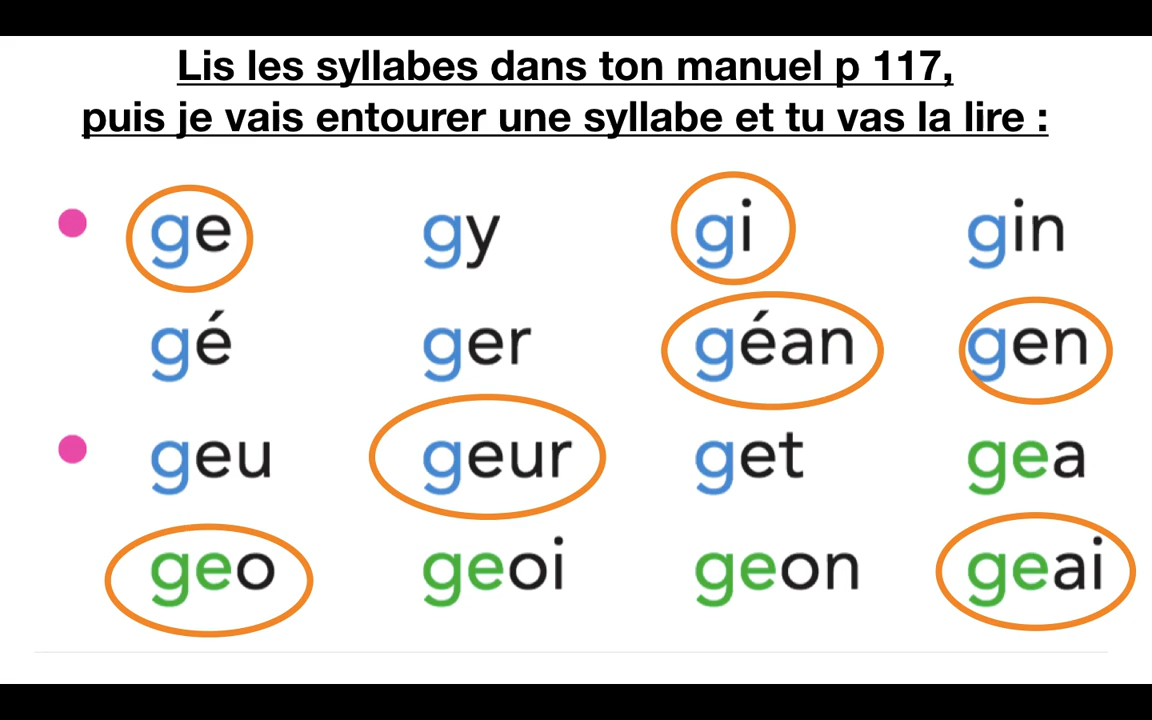 Lis les syllabes dans ton manuel p 117,
puis je vais entourer une syllabe et tu vas la lire :
ge gy gi gin
gé ger géan gen
geu geur get gea
geo geoi geon geai